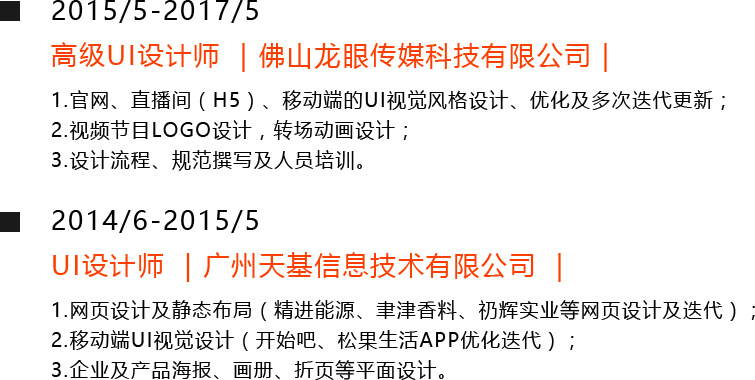 2015/5-2017/5
高级UI设计师 ｜佛山龙眼传媒科技有限公司｜
1.官网、直播间（H5）、移动端的UI视觉风格设计、优化及多次迭代更新；
2.视频节目LOGO设计，转场动画设计；
3.设计流程、规范撰写及人员培训。
2014/6-2015/5
UI设计师 ｜广州天基信息技术有限公司 ｜
1.网页设计及静态布局（精进能源、聿津香料、礽辉实业等网页设计及迭代）；
2.移动端UI视觉设计（开始吧、松果生活APP优化迭代）；
3.企业及产品海报、画册、折页等平面设计。